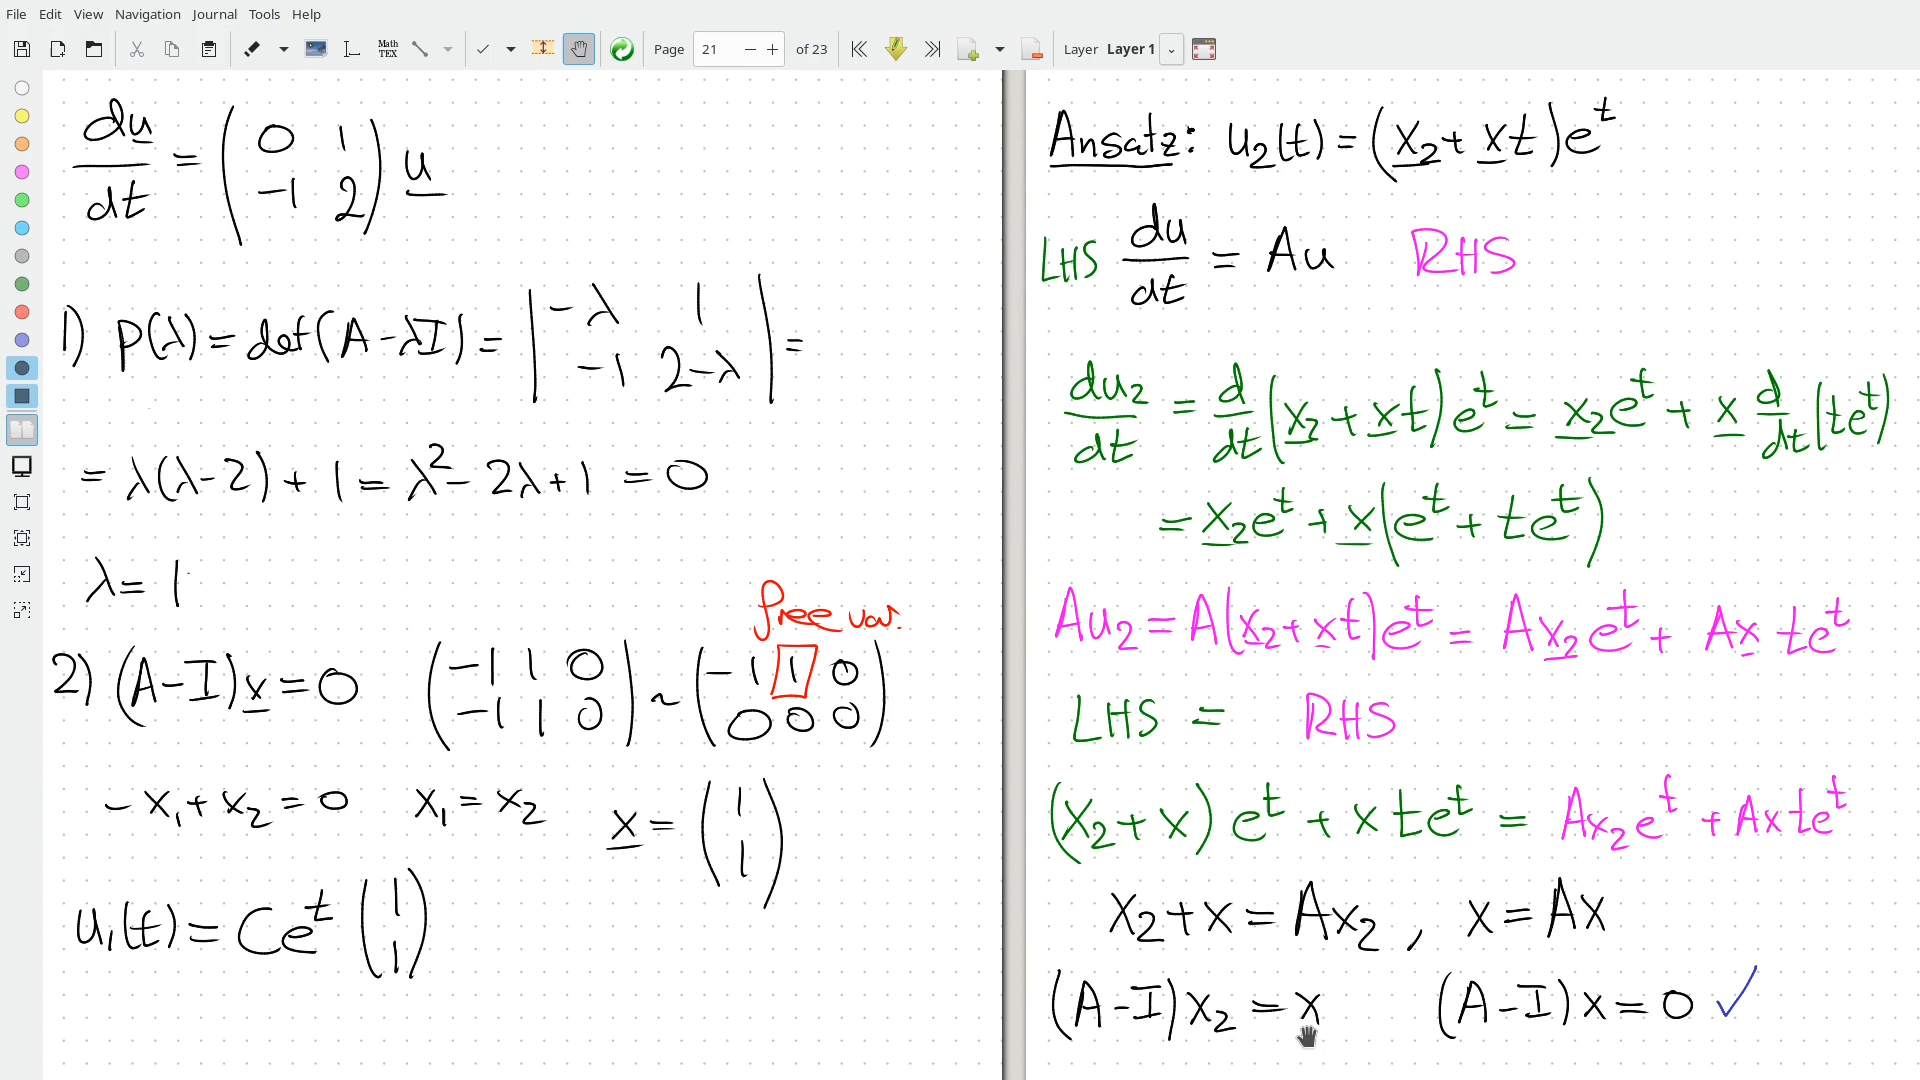 File Edit View Navigation Journal Tools Help
Math TEX Page 21 of 23 Layer Layer 1
du/dt = (0 1; -1 2) u
1) p(λ) = det(A - λI) = | -λ 1; -1 2-λ | =
= λ(λ-2) + 1 = λ² - 2λ + 1 = 0
λ = 1
free var.
2) (A-I)x = 0 (-1 1 0; -1 1 0) ~ (-1 1 0; 0 0 0)
-x₁ + x₂ = 0 x₁ = x₂ x = (1; 1)
u₁(t) = Ce^t (1; 1)
Ansatz: u₂(t) = (x₂ + xt)e^t
LHS du/dt = Au RHS
du₂/dt = d/dt (x₂ + xt)e^t = x₂e^t + x d/dt (te^t)
= x₂e^t + x(e^t + te^t)
Au₂ = A(x₂ + xt)e^t = Ax₂e^t + Ax te^t
LHS = RHS
(x₂ + x)e^t + x te^t = Ax₂e^t + Axte^t
x₂ + x = Ax₂, x = Ax
(A-I)x₂ = x (A-I)x = 0 ✓